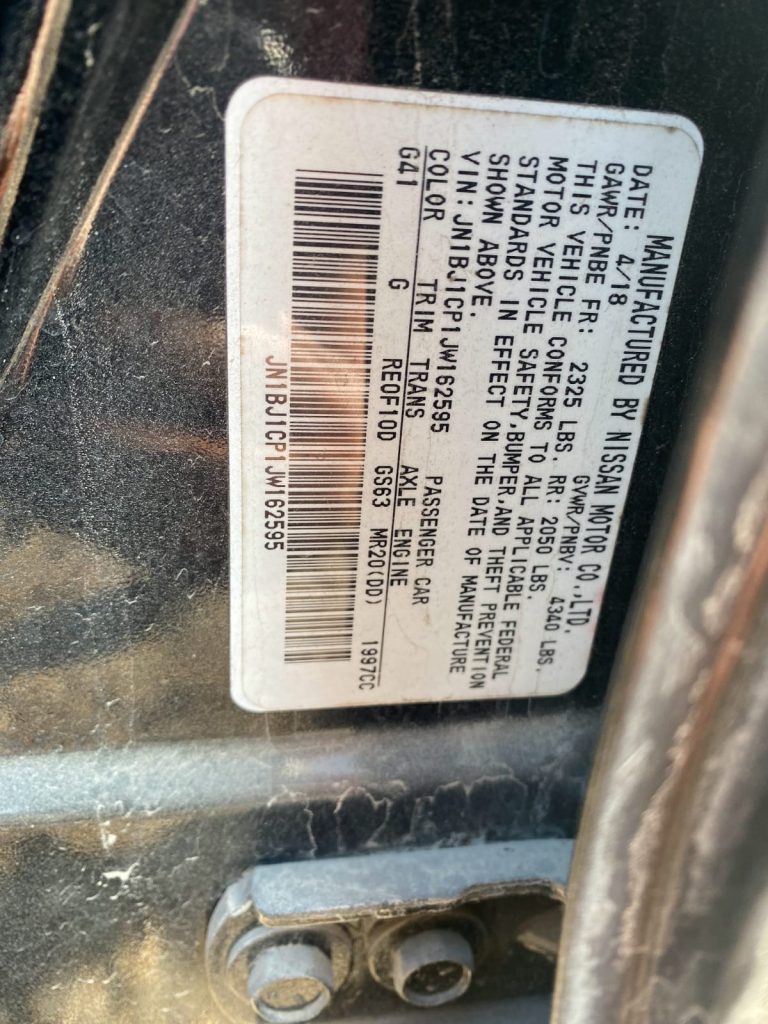 MANUFACTURED BY NISSAN MOTOR CO.,LTD.
DATE: 4/18 GVWR/PNBV: 4340 LBS.
GAWR/PNBE FR: 2325 LBS. RR: 2050 LBS.
THIS VEHICLE CONFORMS TO ALL APPLICABLE FEDERAL
MOTOR VEHICLE SAFETY,BUMPER,AND THEFT PREVENTION
STANDARDS IN EFFECT ON THE DATE OF MANUFACTURE
SHOWN ABOVE.
VIN:JN1BJ1CP1JW162595 PASSENGER CAR
COLOR TRIM TRANS AXLE ENGINE
G41 G RE0F10D GS63 MR20(DD) 1997CC
JN1BJ1CP1JW162595